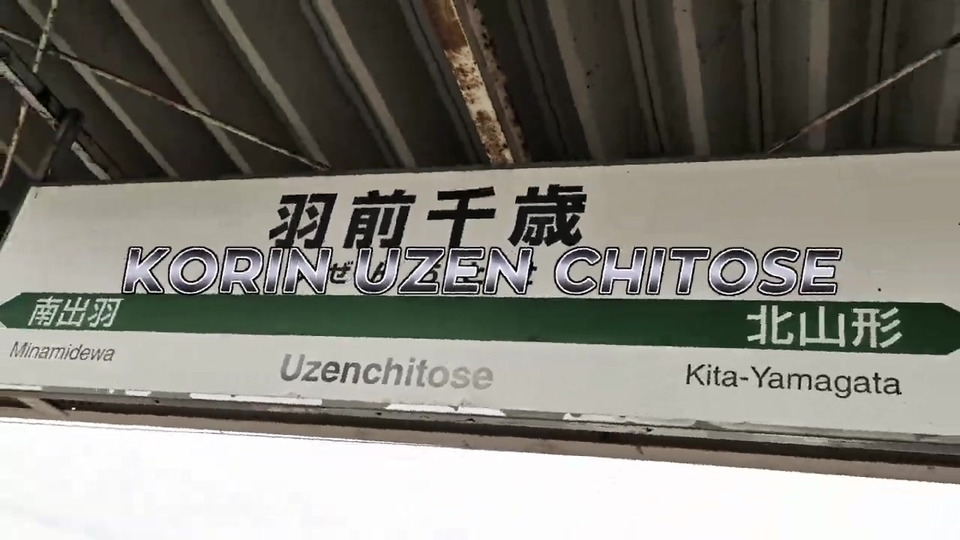 羽前千歳
KORIN UZEN CHITOSE
南出羽
北山形
Minamidewa
Uzenchitose
Kita-Yamagata